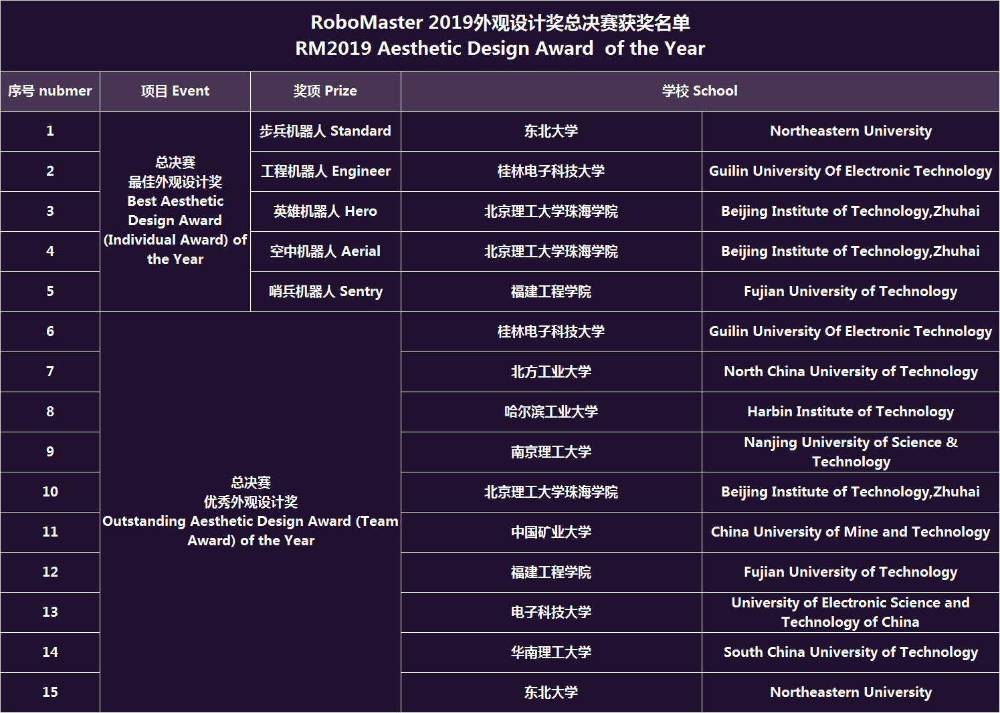 RoboMaster 2019外观设计奖总决赛获奖名单
RM2019 Aesthetic Design Award  of the Year
序号 nubmer
项目 Event
奖项 Prize
学校 School
1
总决赛
最佳外观设计奖
Best Aesthetic
Design Award
(Individual Award) of
the Year
步兵机器人 Standard
东北大学
Northeastern University
2
工程机器人 Engineer
桂林电子科技大学
Guilin University Of Electronic Technology
3
英雄机器人 Hero
北京理工大学珠海学院
Beijing Institute of Technology,Zhuhai
4
空中机器人 Aerial
北京理工大学珠海学院
Beijing Institute of Technology,Zhuhai
5
哨兵机器人 Sentry
福建工程学院
Fujian University of Technology
6
总决赛
优秀外观设计奖
Outstanding Aesthetic Design Award (Team
Award) of the Year
桂林电子科技大学
Guilin University Of Electronic Technology
7
北方工业大学
North China University of Technology
8
哈尔滨工业大学
Harbin Institute of Technology
9
南京理工大学
Nanjing University of Science &
Technology
10
北京理工大学珠海学院
Beijing Institute of Technology,Zhuhai
11
中国矿业大学
China University of Mine and Technology
12
福建工程学院
Fujian University of Technology
13
电子科技大学
University of Electronic Science and
Technology of China
14
华南理工大学
South China University of Technology
15
东北大学
Northeastern University